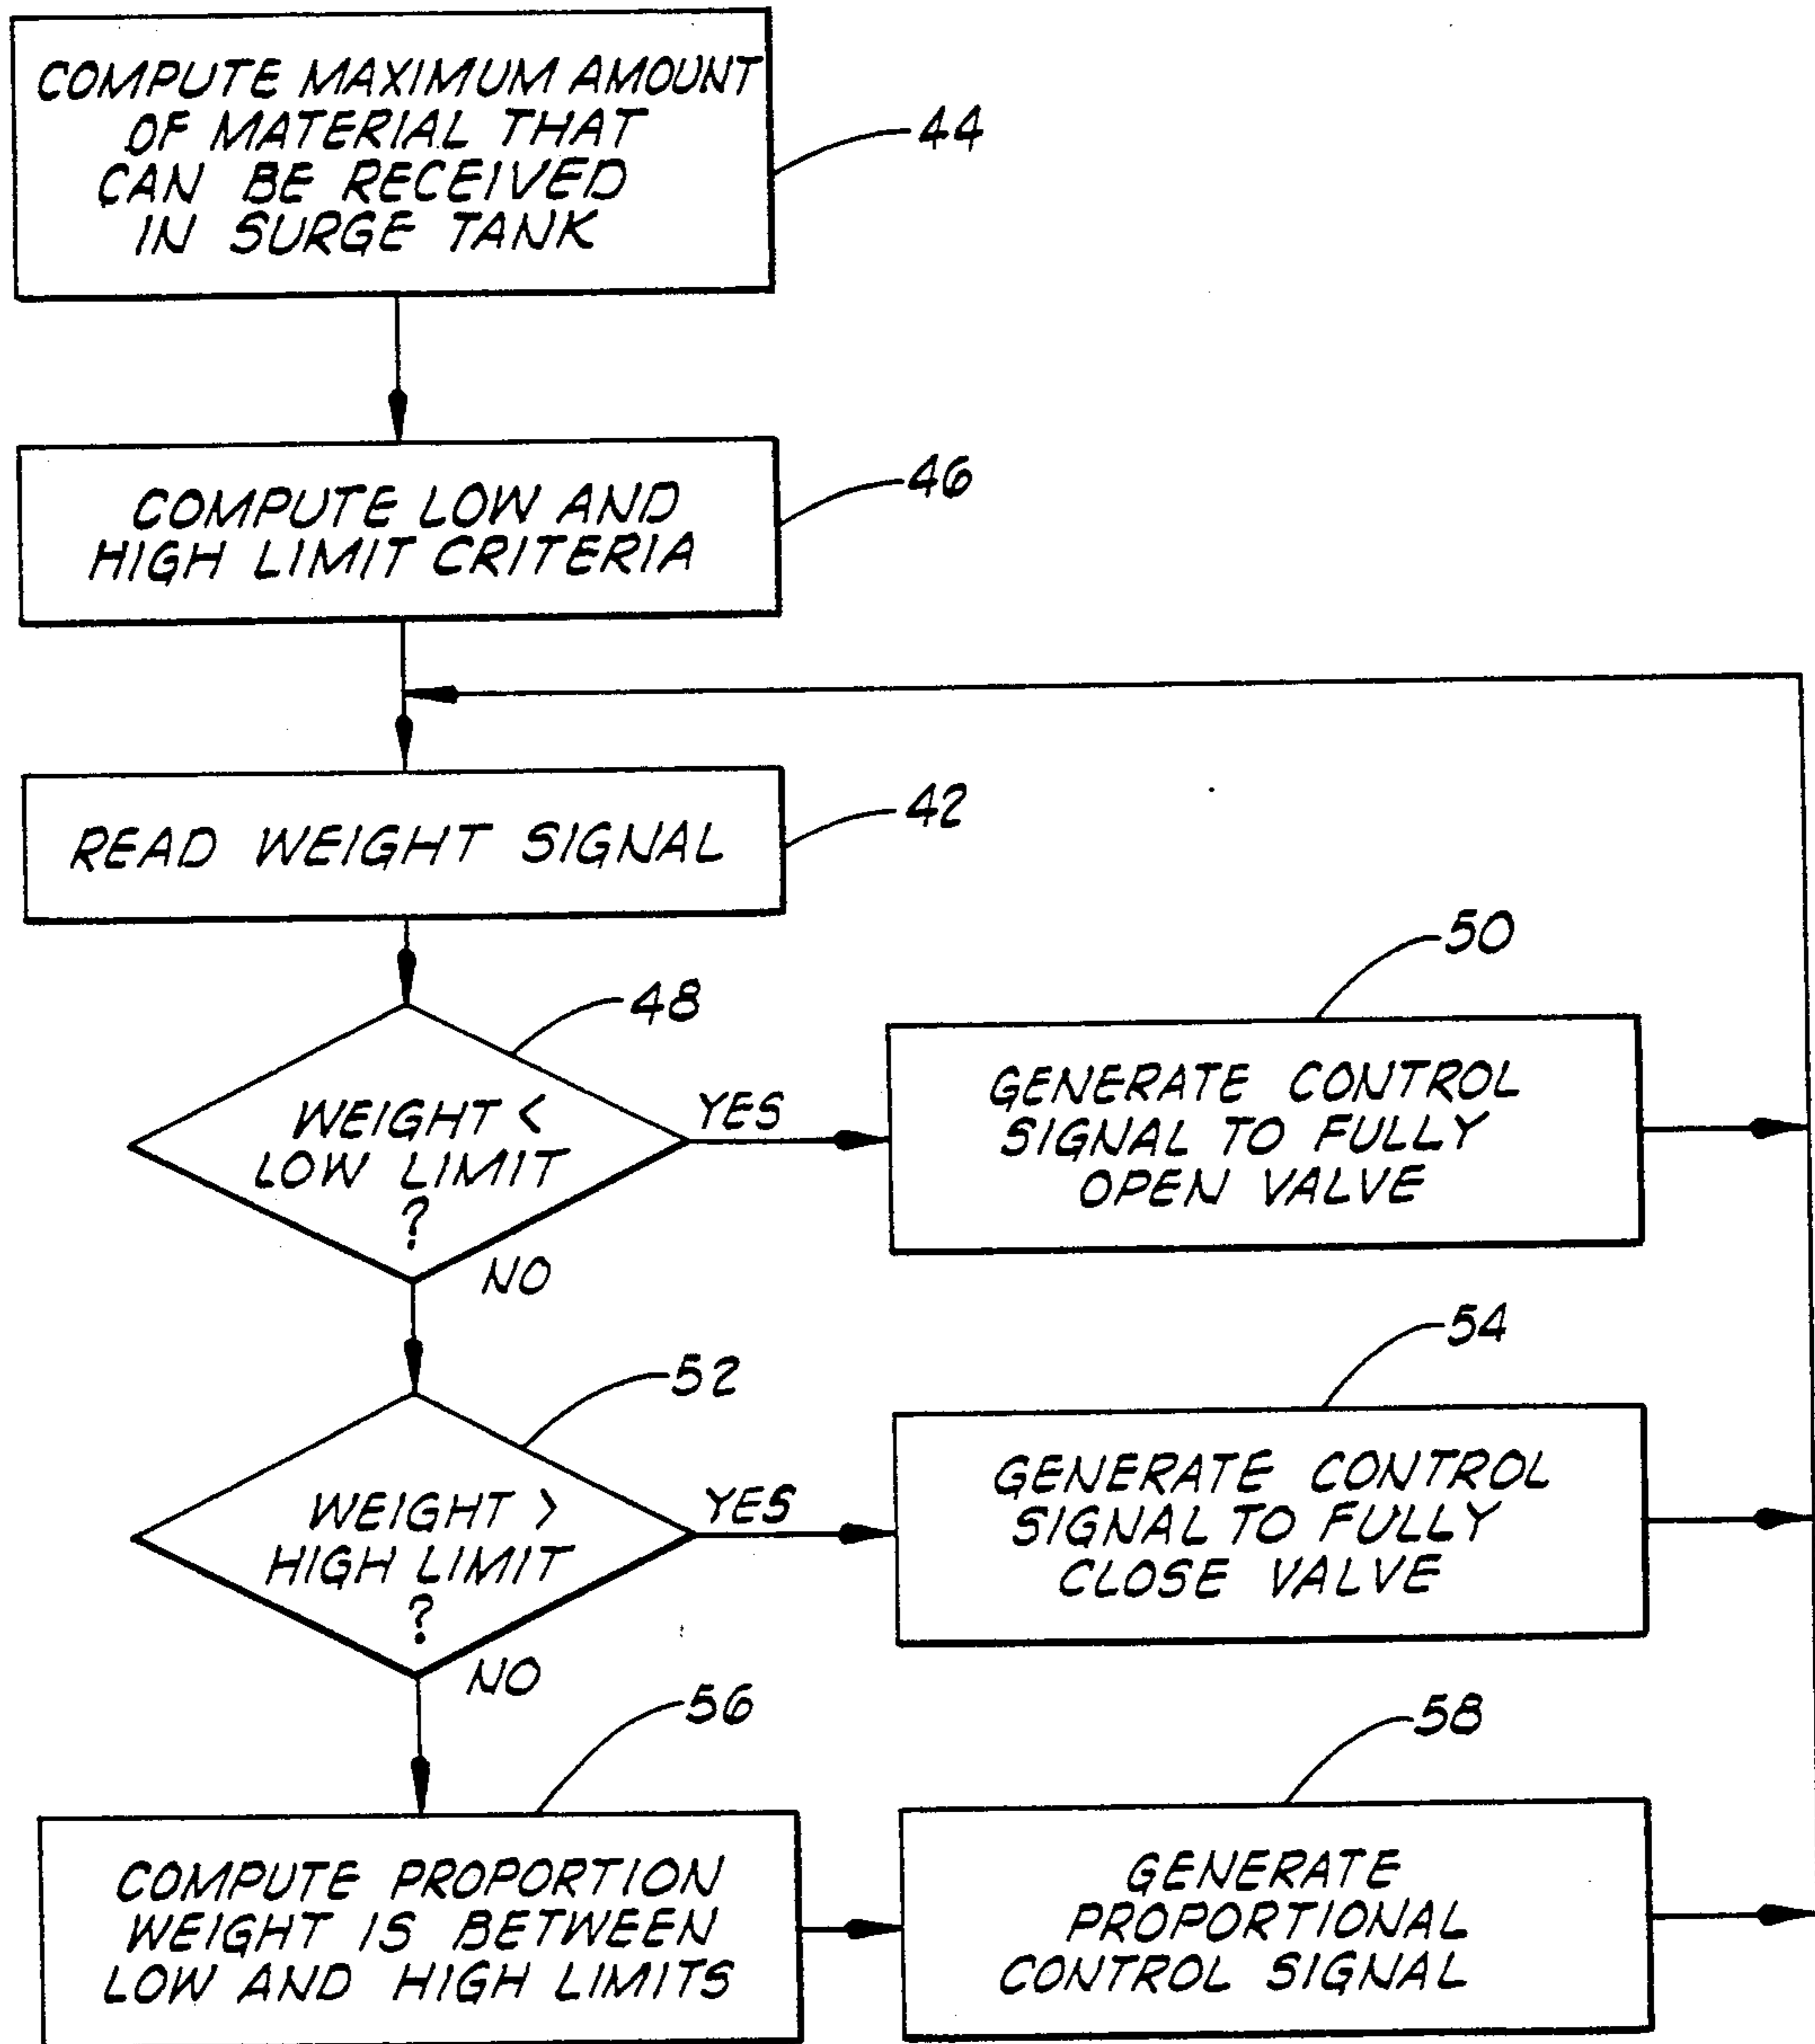 COMPUTE MAXIMUM AMOUNT
OF MATERIAL THAT
CAN BE RECEIVED
IN SURGE TANK
44
COMPUTE LOW AND
HIGH LIMIT CRITERIA
46
READ WEIGHT SIGNAL
42
WEIGHT <
LOW LIMIT
?
48
YES
NO
GENERATE CONTROL
SIGNAL TO FULLY
OPEN VALVE
50
WEIGHT >
HIGH LIMIT
?
52
YES
NO
GENERATE CONTROL
SIGNAL TO FULLY
CLOSE VALVE
54
COMPUTE PROPORTION
WEIGHT IS BETWEEN
LOW AND HIGH LIMITS
56
GENERATE
PROPORTIONAL
CONTROL SIGNAL
58